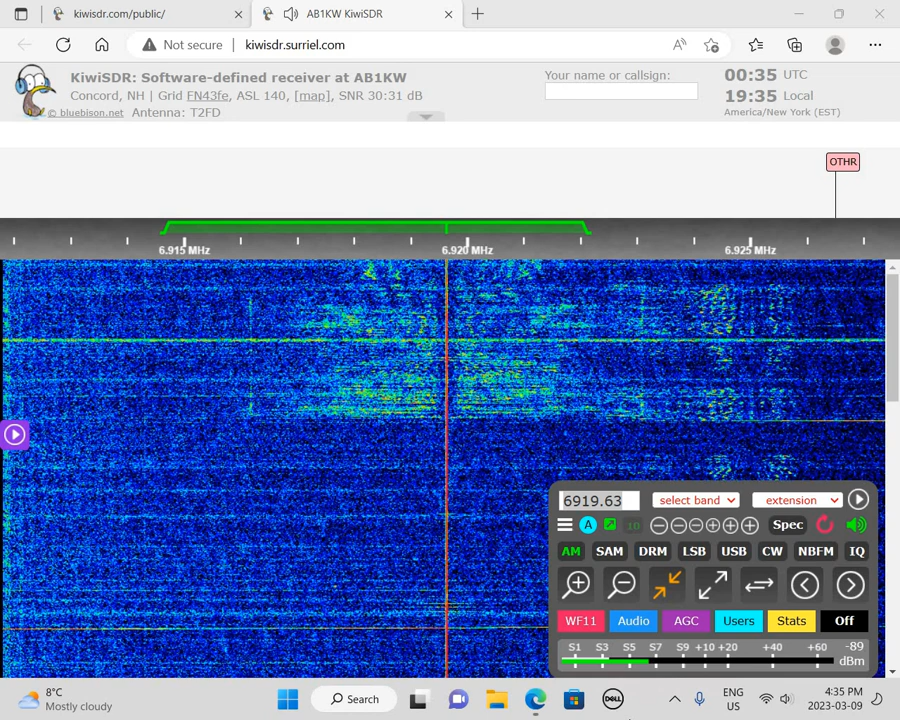 kiwisdr.com/public/
AB1KW KiwiSDR
Not secure
kiwisdr.surriel.com
KiwiSDR: Software-defined receiver at AB1KW
Concord, NH | Grid FN43fe, ASL 140, [map], SNR 30:31 dB
© bluebison.net Antenna: T2FD
Your name or callsign:
00:35 UTC
19:35 Local
America/New York (EST)
OTHR
6.915 MHz 6.920 MHz 6.925 MHz
6919.63 select band extension
A 10 Spec
AM SAM DRM LSB USB CW NBFM IQ
WF11 Audio AGC Users Stats Off
S1 S3 S5 S7 S9 +10 +20 +40 +60 -89
dBm
8°C
Mostly cloudy
Search
DELL
ENG
US
4:35 PM
2023-03-09